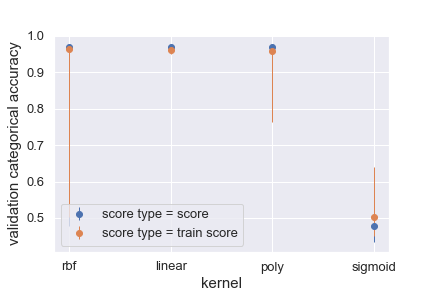 1.0
0.9
0.8
0.7
0.6
0.5
validation categorical accuracy
score type = score
score type = train score
rbf linear poly sigmoid
kernel